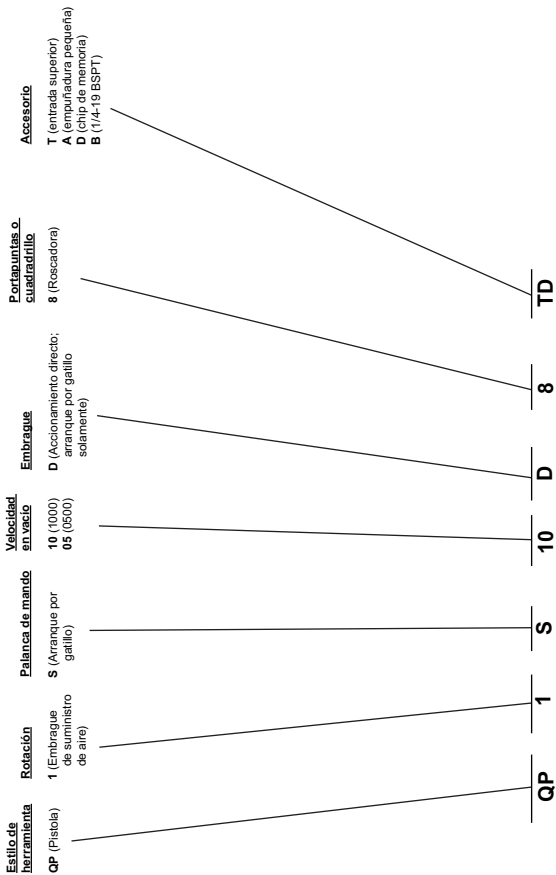 Estilo de
herramienta
QP (Pistola)
Rotación
1 (Embrague
de suministro
de aire)
Palanca de mando
S (Arranque por
gatillo)
Velocidad
en vacío
10 (1000)
05 (0500)
Embrague
D (Accionamiento directo;
arranque por gatillo
solamente)
Portapuntas o
cuadradrillo
8 (Roscadora)
Accesorio
T (entrada superior)
A (empuñadura pequeña)
D (chip de memoria)
B (1/4-19 BSPT)
QP 1 S 10 D 8 TD